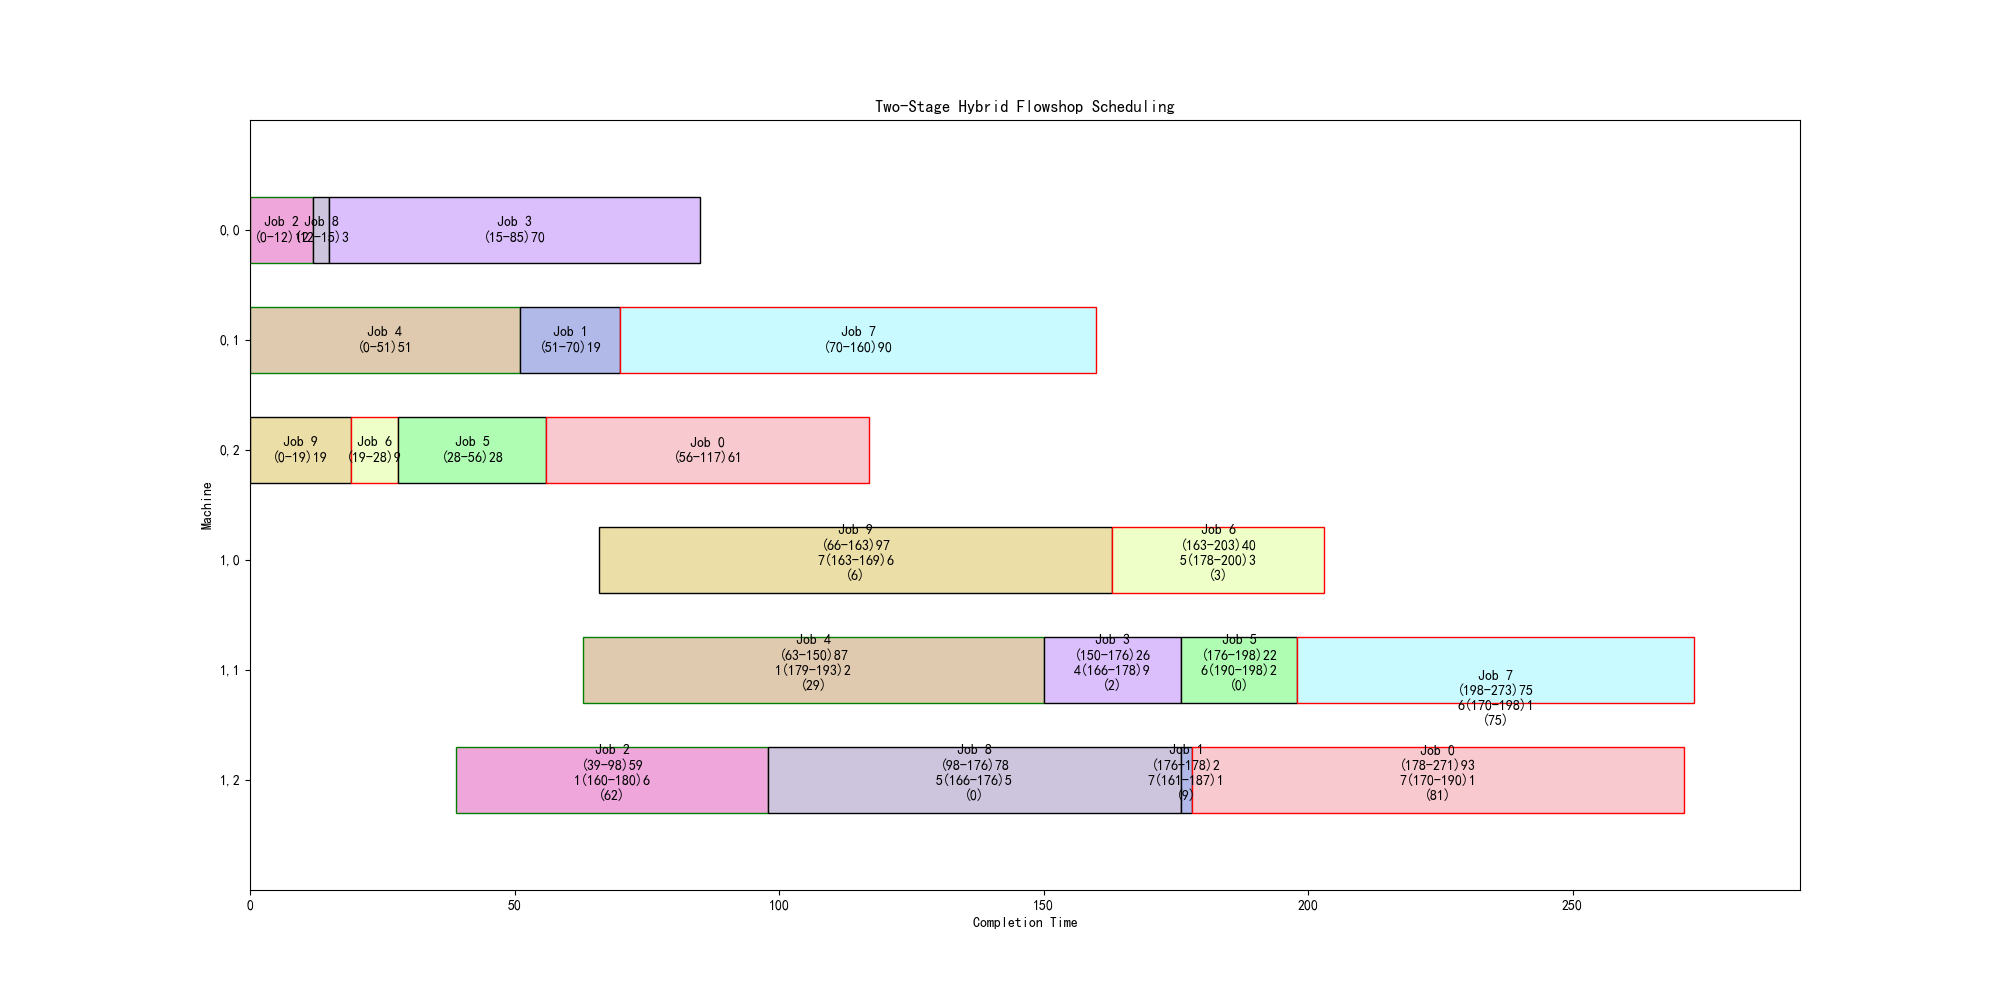 Two-Stage Hybrid Flowshop Scheduling
Machine
0,0
Job 2
(0-12)12
Job 8
(12-15)3
Job 3
(15-85)70
0,1
Job 4
(0-51)51
Job 1
(51-70)19
Job 7
(70-160)90
0,2
Job 9
(0-19)19
Job 6
(19-28)9
Job 5
(28-56)28
Job 0
(56-117)61
1,0
Job 9
(66-163)97
7(163-169)6
(6)
Job 6
(163-203)40
5(178-200)3
(3)
1,1
Job 4
(63-150)87
1(179-193)2
(29)
Job 3
(150-176)26
4(166-178)9
(2)
Job 5
(176-198)22
6(190-198)2
(0)
Job 7
(198-273)75
6(170-198)1
(75)
1,2
Job 2
(39-98)59
1(160-180)6
(62)
Job 8
(98-176)78
5(166-176)5
(0)
Job 1
(176-178)2
7(161-187)1
(9)
Job 0
(178-271)93
7(170-190)1
(81)
0
50
100
150
200
250
Completion Time